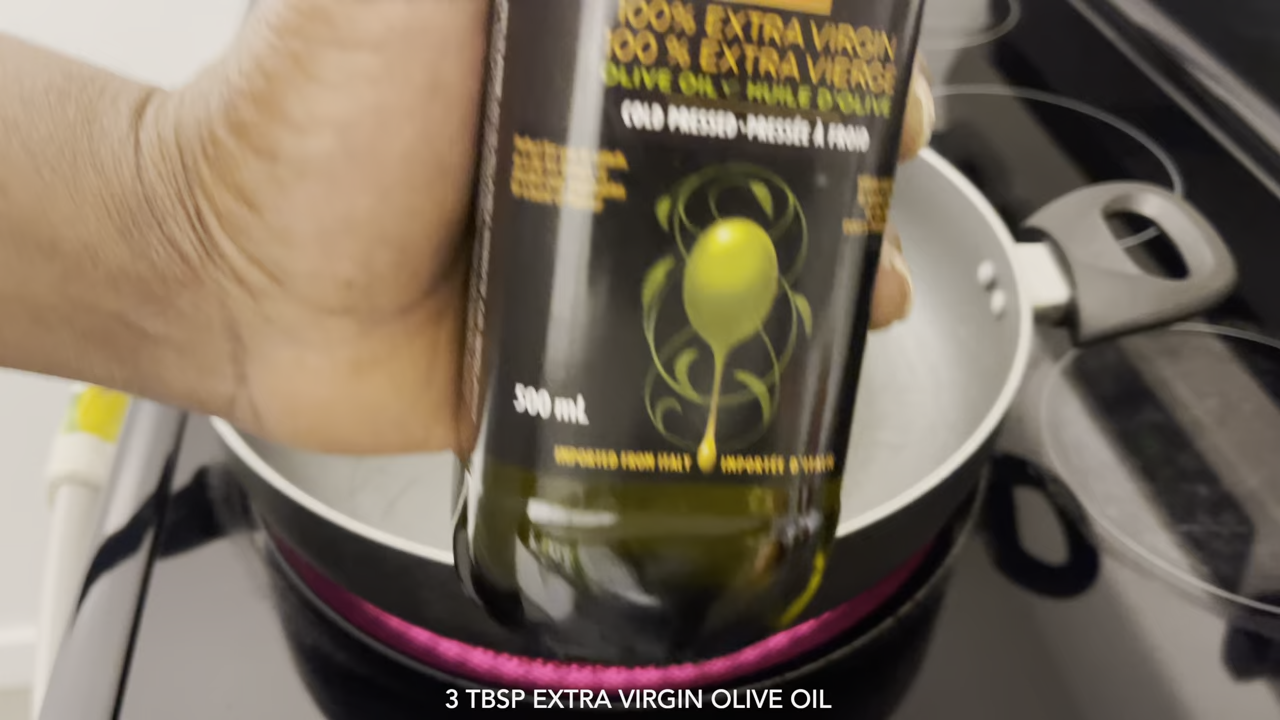 100% EXTRA VIRGIN
100 % EXTRA VIERGE
OLIVE OIL HUILE D'OLIVE
COLD PRESSED · PRESSÉE À FROID
500 mL
IMPORTED FROM ITALY IMPORTÉE D'ITALIE
3 TBSP EXTRA VIRGIN OLIVE OIL